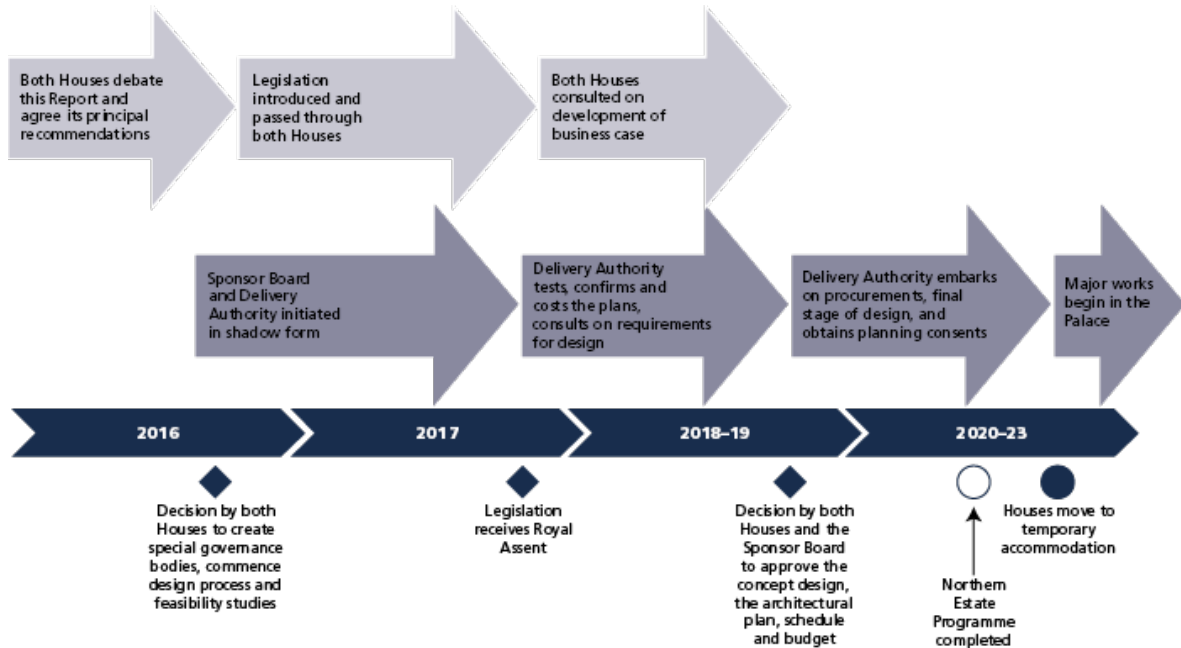 Both Houses debate
this Report and
agree its principal
recommendations
Legislation
introduced and
passed through
both Houses
Both Houses
consulted on
development of
business case
Sponsor Board
and Delivery
Authority initiated
in shadow form
Delivery Authority
tests, confirms and
costs the plans,
consults on requirements
for design
Delivery Authority embarks
on procurements, final
stage of design, and
obtains planning consents
Major works
begin in the
Palace
2016
2017
2018–19
2020–23
Decision by both
Houses to create
special governance
bodies, commence
design process and
feasibility studies
Legislation
receives Royal
Assent
Decision by both
Houses and the
Sponsor Board
to approve the
concept design,
the architectural
plan, schedule
and budget
Northern
Estate
Programme
completed
Houses move to
temporary
accommodation